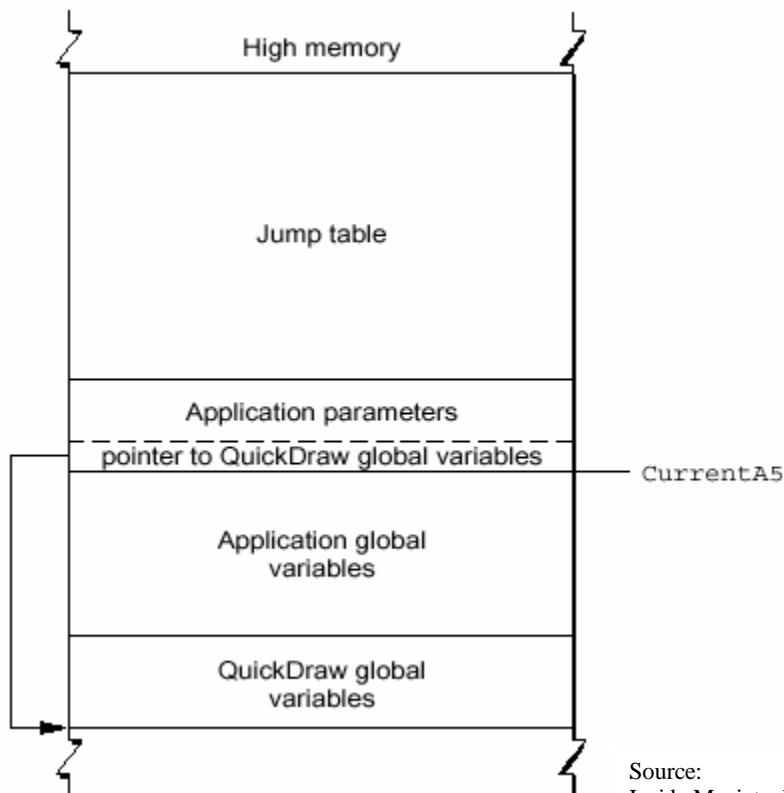 High memory
Jump table
Application parameters
pointer to QuickDraw global variables
CurrentA5
Application global
variables
QuickDraw global
variables
Source: